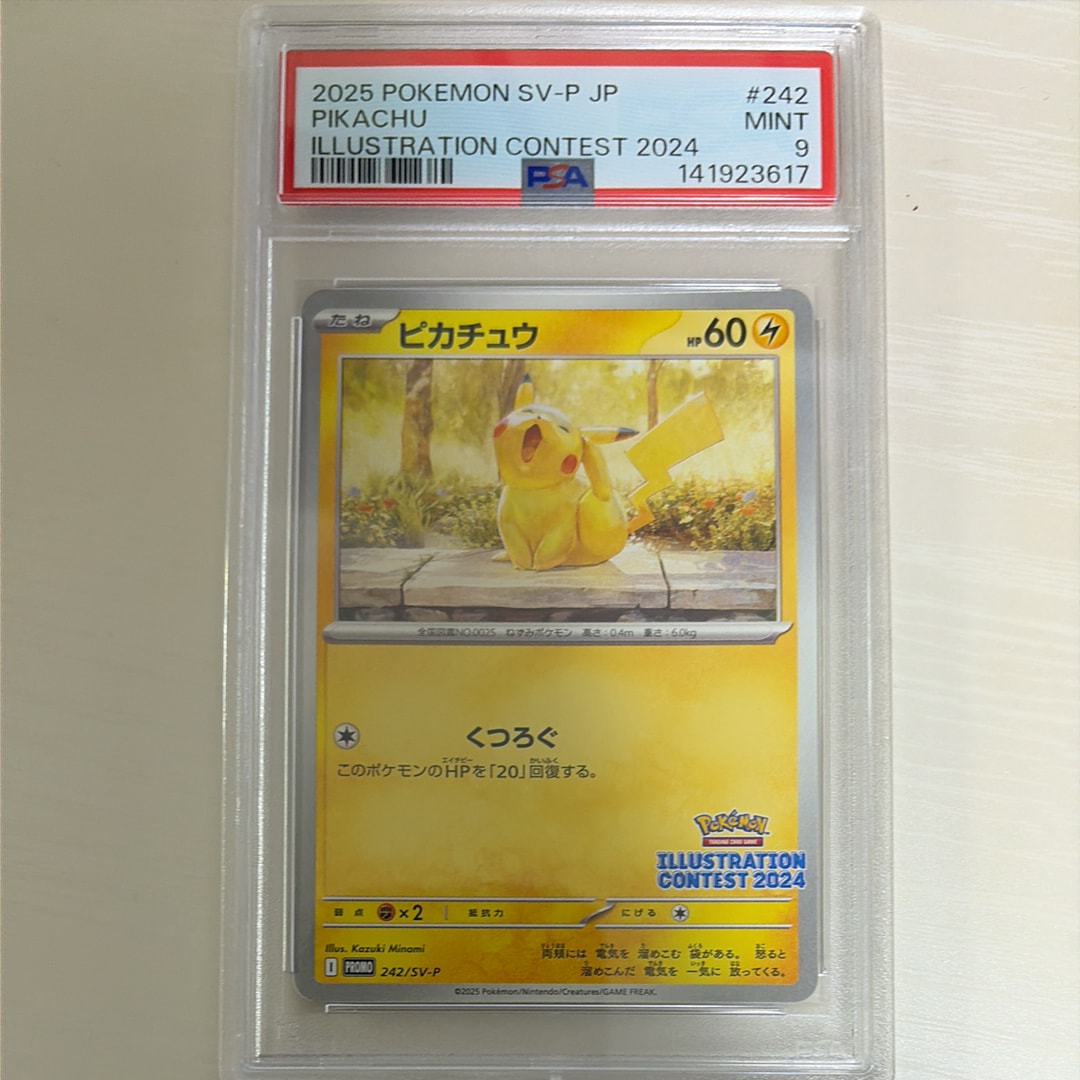 2025 POKEMON SV-P JP #242
PIKACHU MINT
ILLUSTRATION CONTEST 2024 9
PSA 141923617
たね ピカチュウ HP60
全国図鑑NO.0025 ねずみポケモン 高さ:0.4m 重さ:6.0kg
くつろぐ
このポケモンのHPを「20」回復する。
Pokémon
TRADING CARD GAME
ILLUSTRATION
CONTEST 2024
弱点 ×2 抵抗力 にげる
Illus. Kazuki Minami
両頬には 電気を 溜めこむ 袋がある。 怒ると
溜めこんだ 電気を 一気に 放ってくる。
I PROMO 242/SV-P
©2025 Pokémon/Nintendo/Creatures/GAME FREAK.